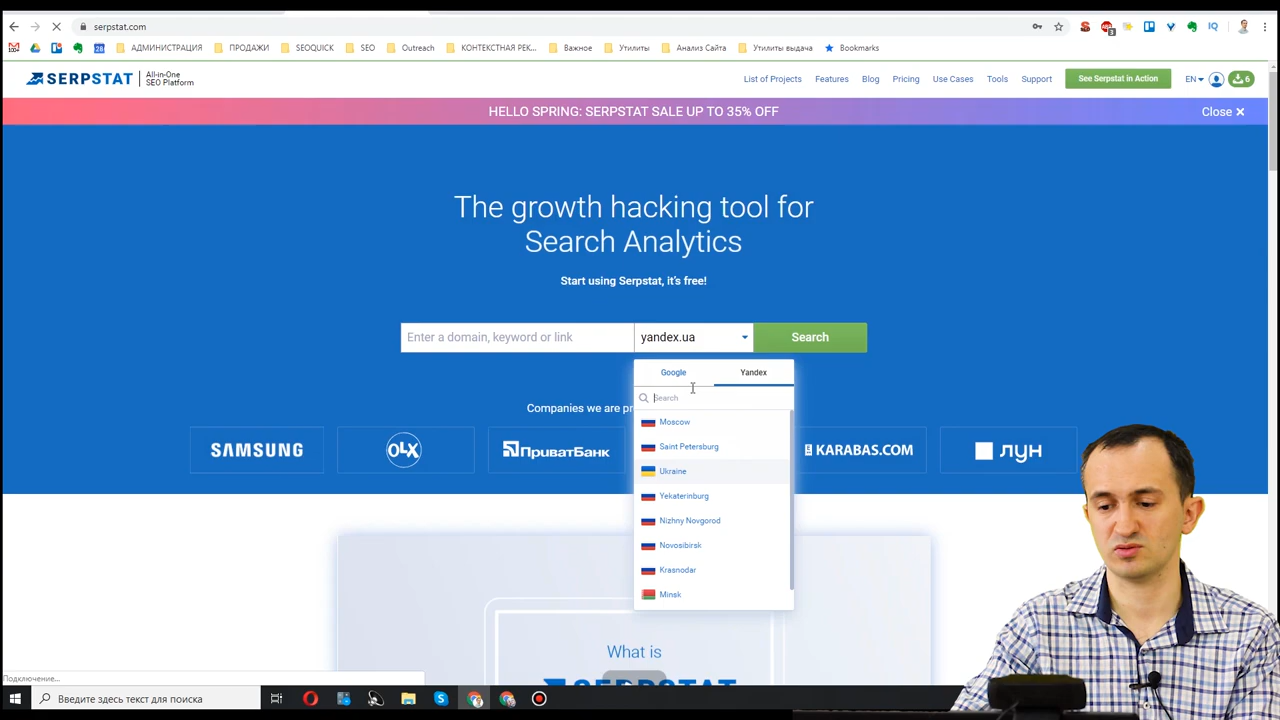 serpstat.com
АДМИНИСТРАЦИЯ
ПРОДАЖИ
SEOQUICK
SEO
Outreach
КОНТЕКСТНАЯ РЕК...
Важное
Утилиты
Анализ Сайта
Утилиты выдача
Bookmarks
SERPSTAT
All-in-One
SEO Platform
List of Projects
Features
Blog
Pricing
Use Cases
Tools
Support
See Serpstat in Action
EN
6
HELLO SPRING: SERPSTAT SALE UP TO 35% OFF
Close
The growth hacking tool for
Search Analytics
Start using Serpstat, it's free!
Enter a domain, keyword or link
yandex.ua
Search
Google
Yandex
Search
Companies we are pr
Moscow
Saint Petersburg
Ukraine
Yekaterinburg
Nizhny Novgorod
Novosibirsk
Krasnodar
Minsk
SAMSUNG
OLX
ПриватБанк
KARABAS.COM
ЛУН
What is
SERPSTAT
Подключение...
Введите здесь текст для поиска